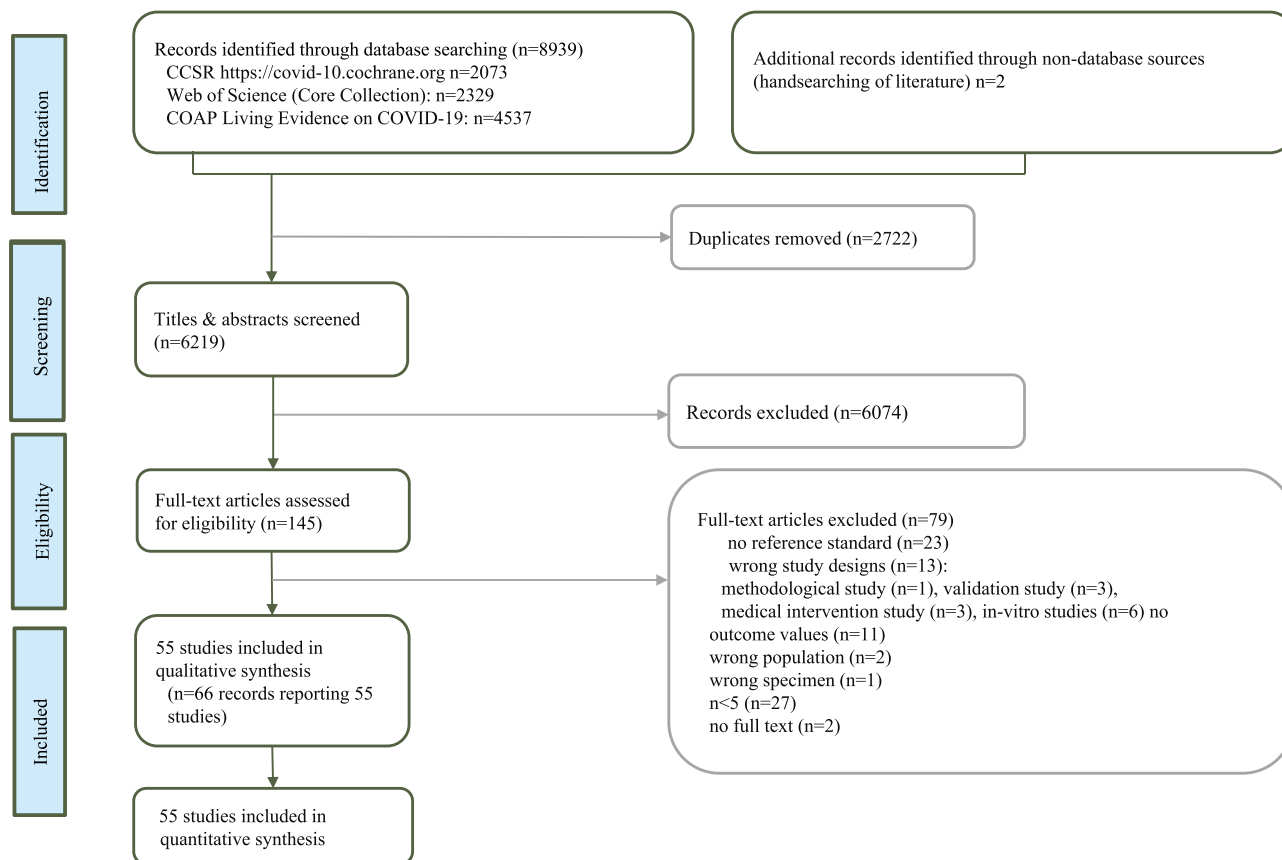 Identification
Records identified through database searching (n=8939)
CCSR https://covid-10.cochrane.org n=2073
Web of Science (Core Collection): n=2329
COAP Living Evidence on COVID-19: n=4537
Additional records identified through non-database sources
(handsearching of literature) n=2
Duplicates removed (n=2722)
Screening
Titles & abstracts screened
(n=6219)
Records excluded (n=6074)
Eligibility
Full-text articles assessed
for eligibility (n=145)
Full-text articles excluded (n=79)
no reference standard (n=23)
wrong study designs (n=13):
methodological study (n=1), validation study (n=3),
medical intervention study (n=3), in-vitro studies (n=6) no
outcome values (n=11)
wrong population (n=2)
wrong specimen (n=1)
n<5 (n=27)
no full text (n=2)
Included
55 studies included in
qualitative synthesis
(n=66 records reporting 55
studies)
55 studies included in
quantitative synthesis